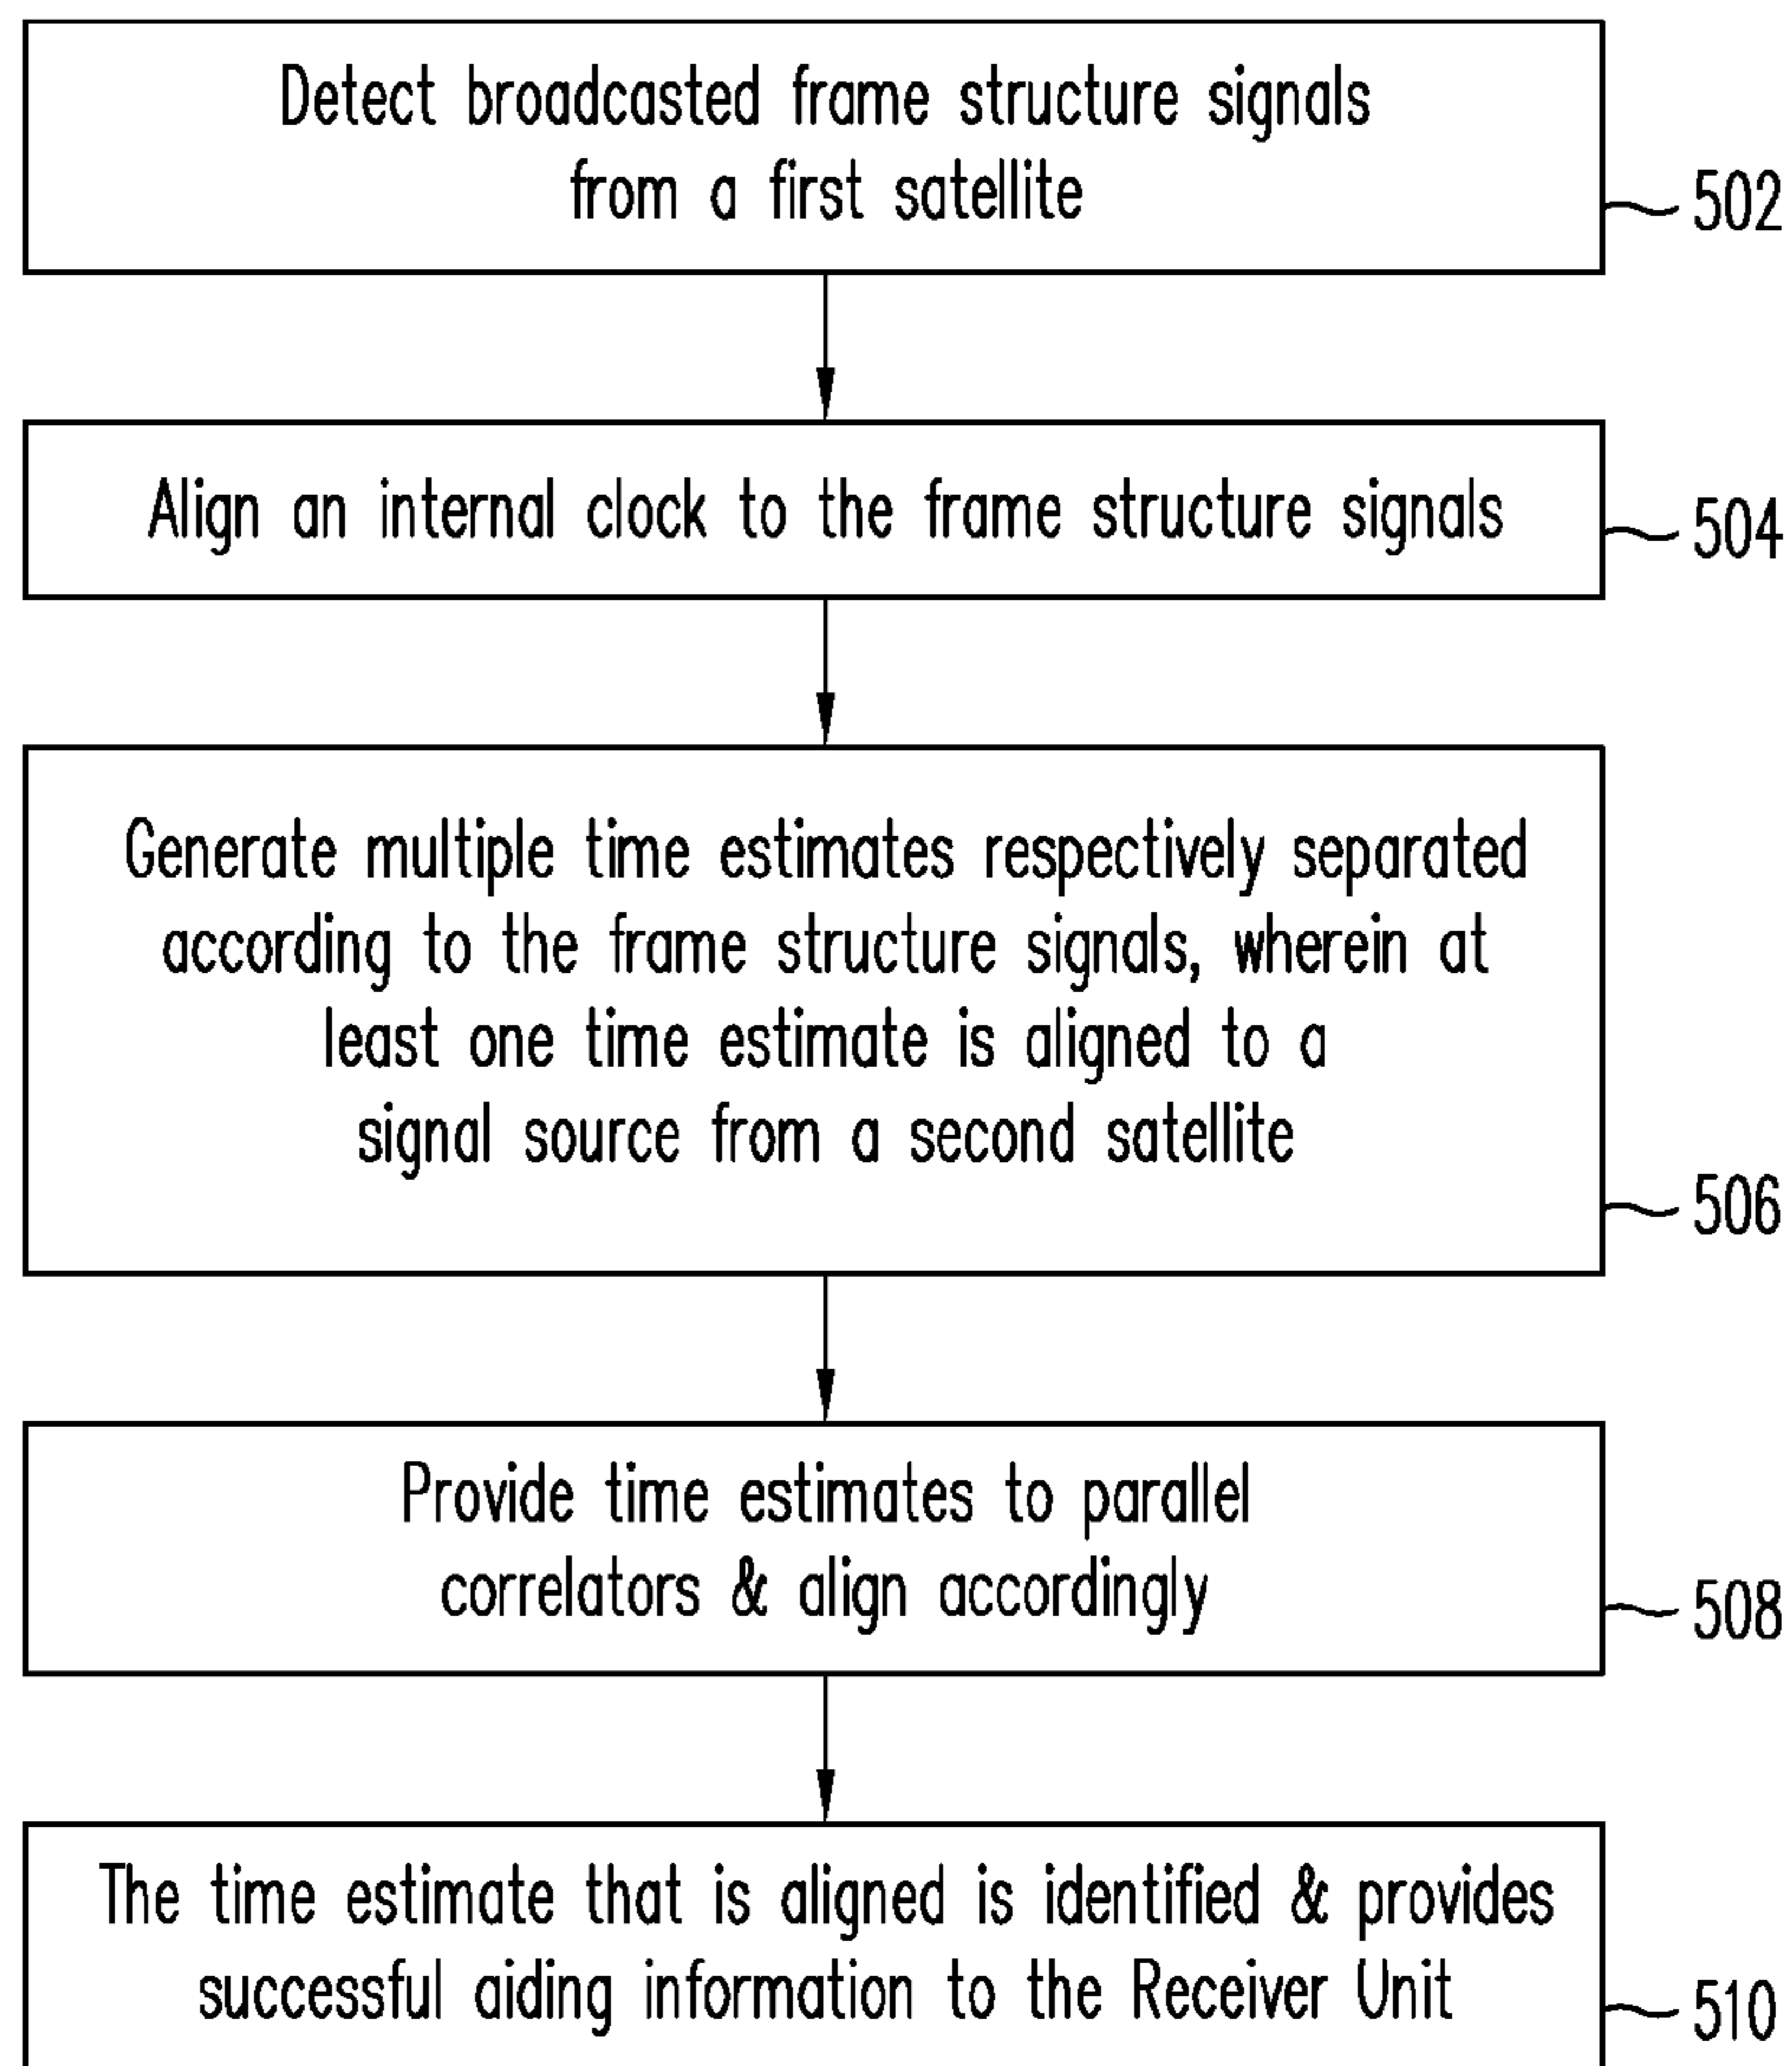 Detect broadcasted frame structure signals
from a first satellite
502
Align an internal clock to the frame structure signals
504
Generate multiple time estimates respectively separated
according to the frame structure signals, wherein at
least one time estimate is aligned to a
signal source from a second satellite
506
Provide time estimates to parallel
correlators & align accordingly
508
The time estimate that is aligned is identified & provides
successful aiding information to the Receiver Unit
510